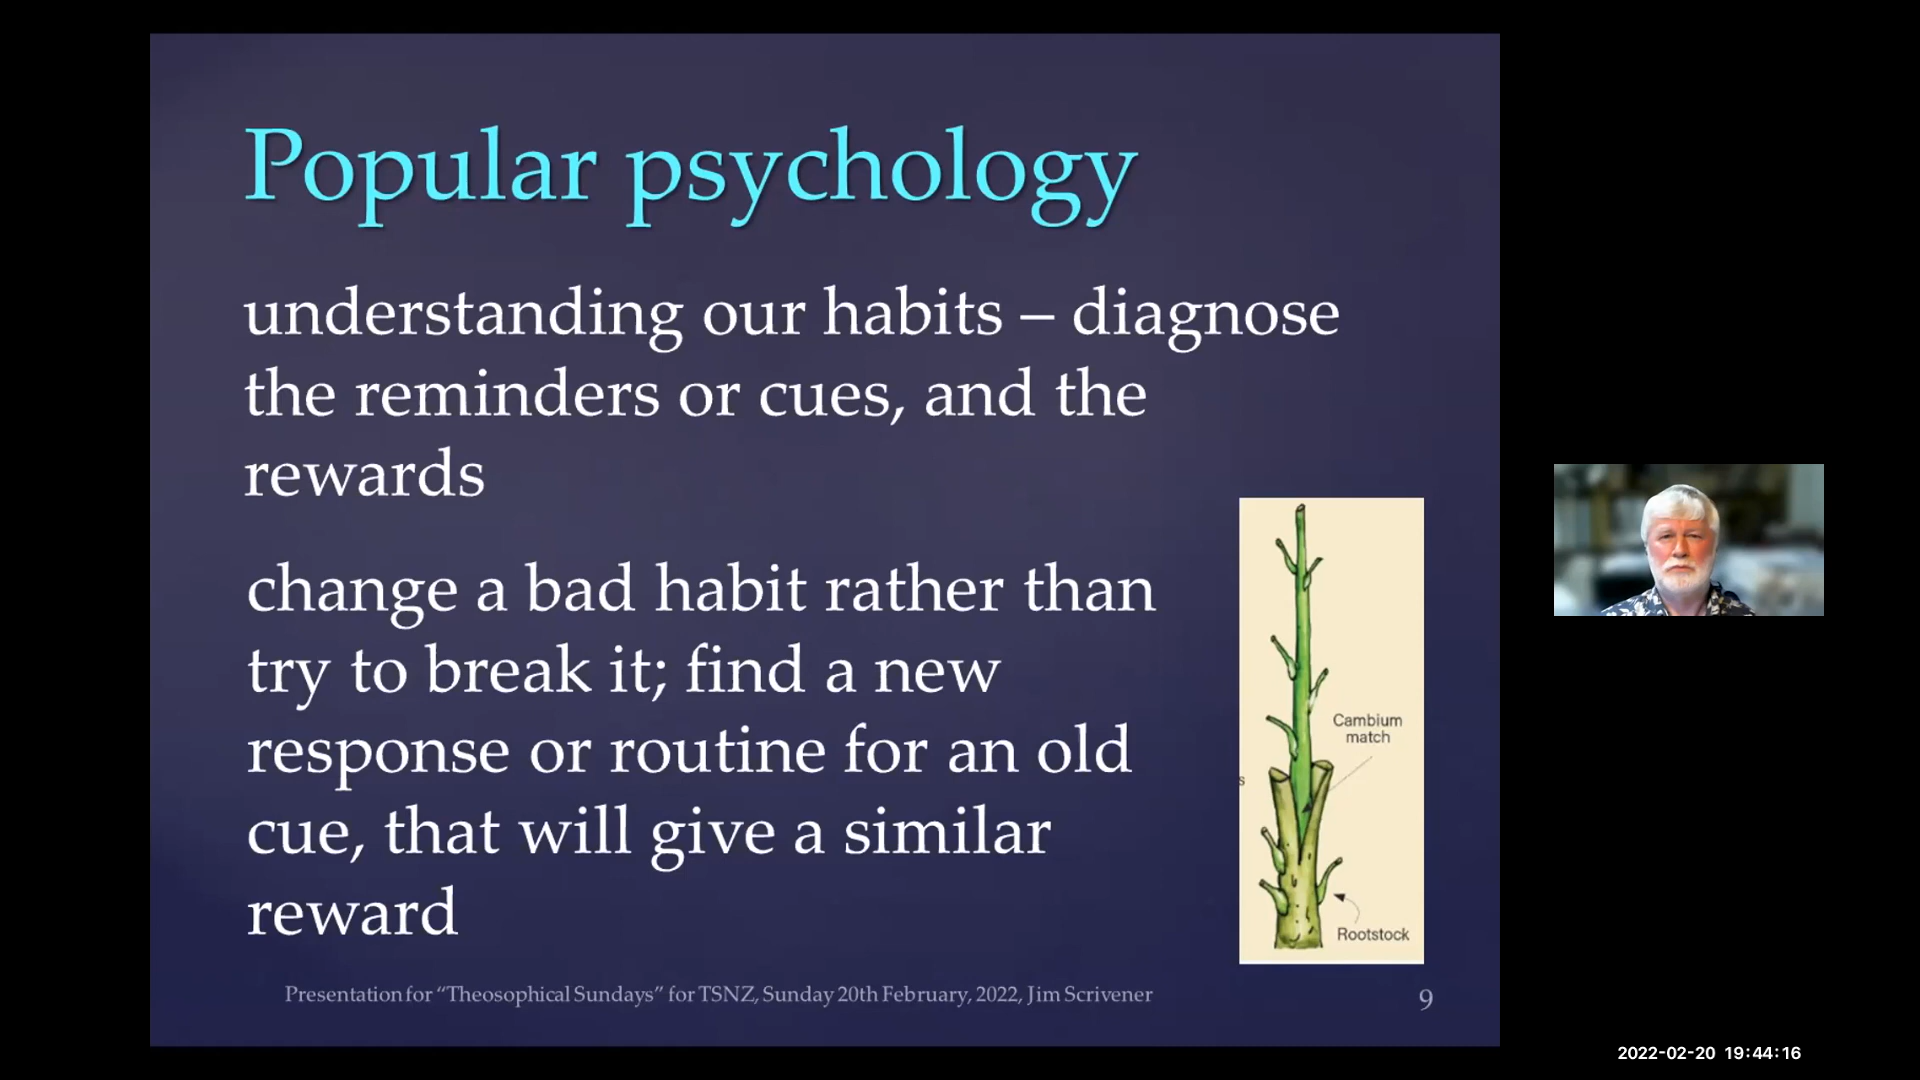 Popular psychology
understanding our habits – diagnose
the reminders or cues, and the
rewards
change a bad habit rather than
try to break it; find a new
response or routine for an old
cue, that will give a similar
reward
Cambium
match
s
Rootstock
Presentation for “Theosophical Sundays” for TSNZ, Sunday 20th February, 2022, Jim Scrivener
9
2022-02-20 19:44:16